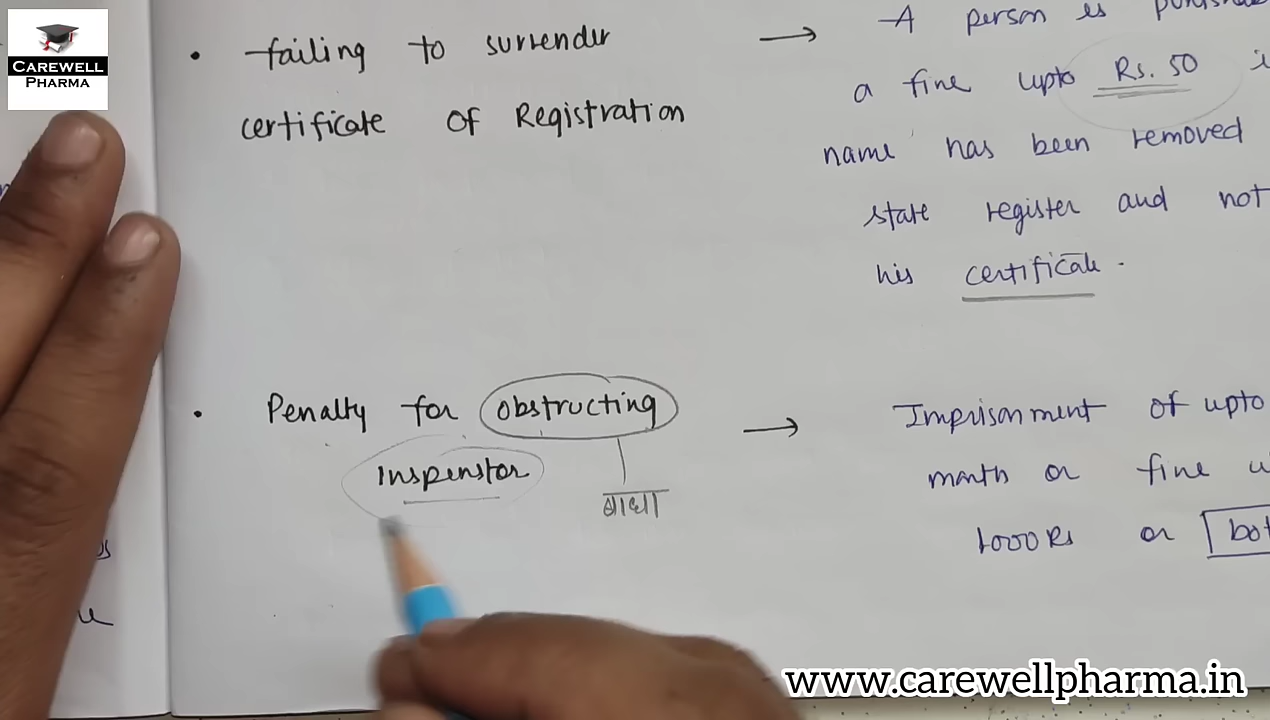 CAREWELL
PHARMA
• failing to surrender
certificate of Registration
→ A person is
a fine upto Rs. 50
name has been removed
state register and not
his certificate.
• Penalty for obstructing
Inspenstor
बाधा
→ Imprisonment of upto
month or fine
1000 Rs or
www.carewellpharma.in